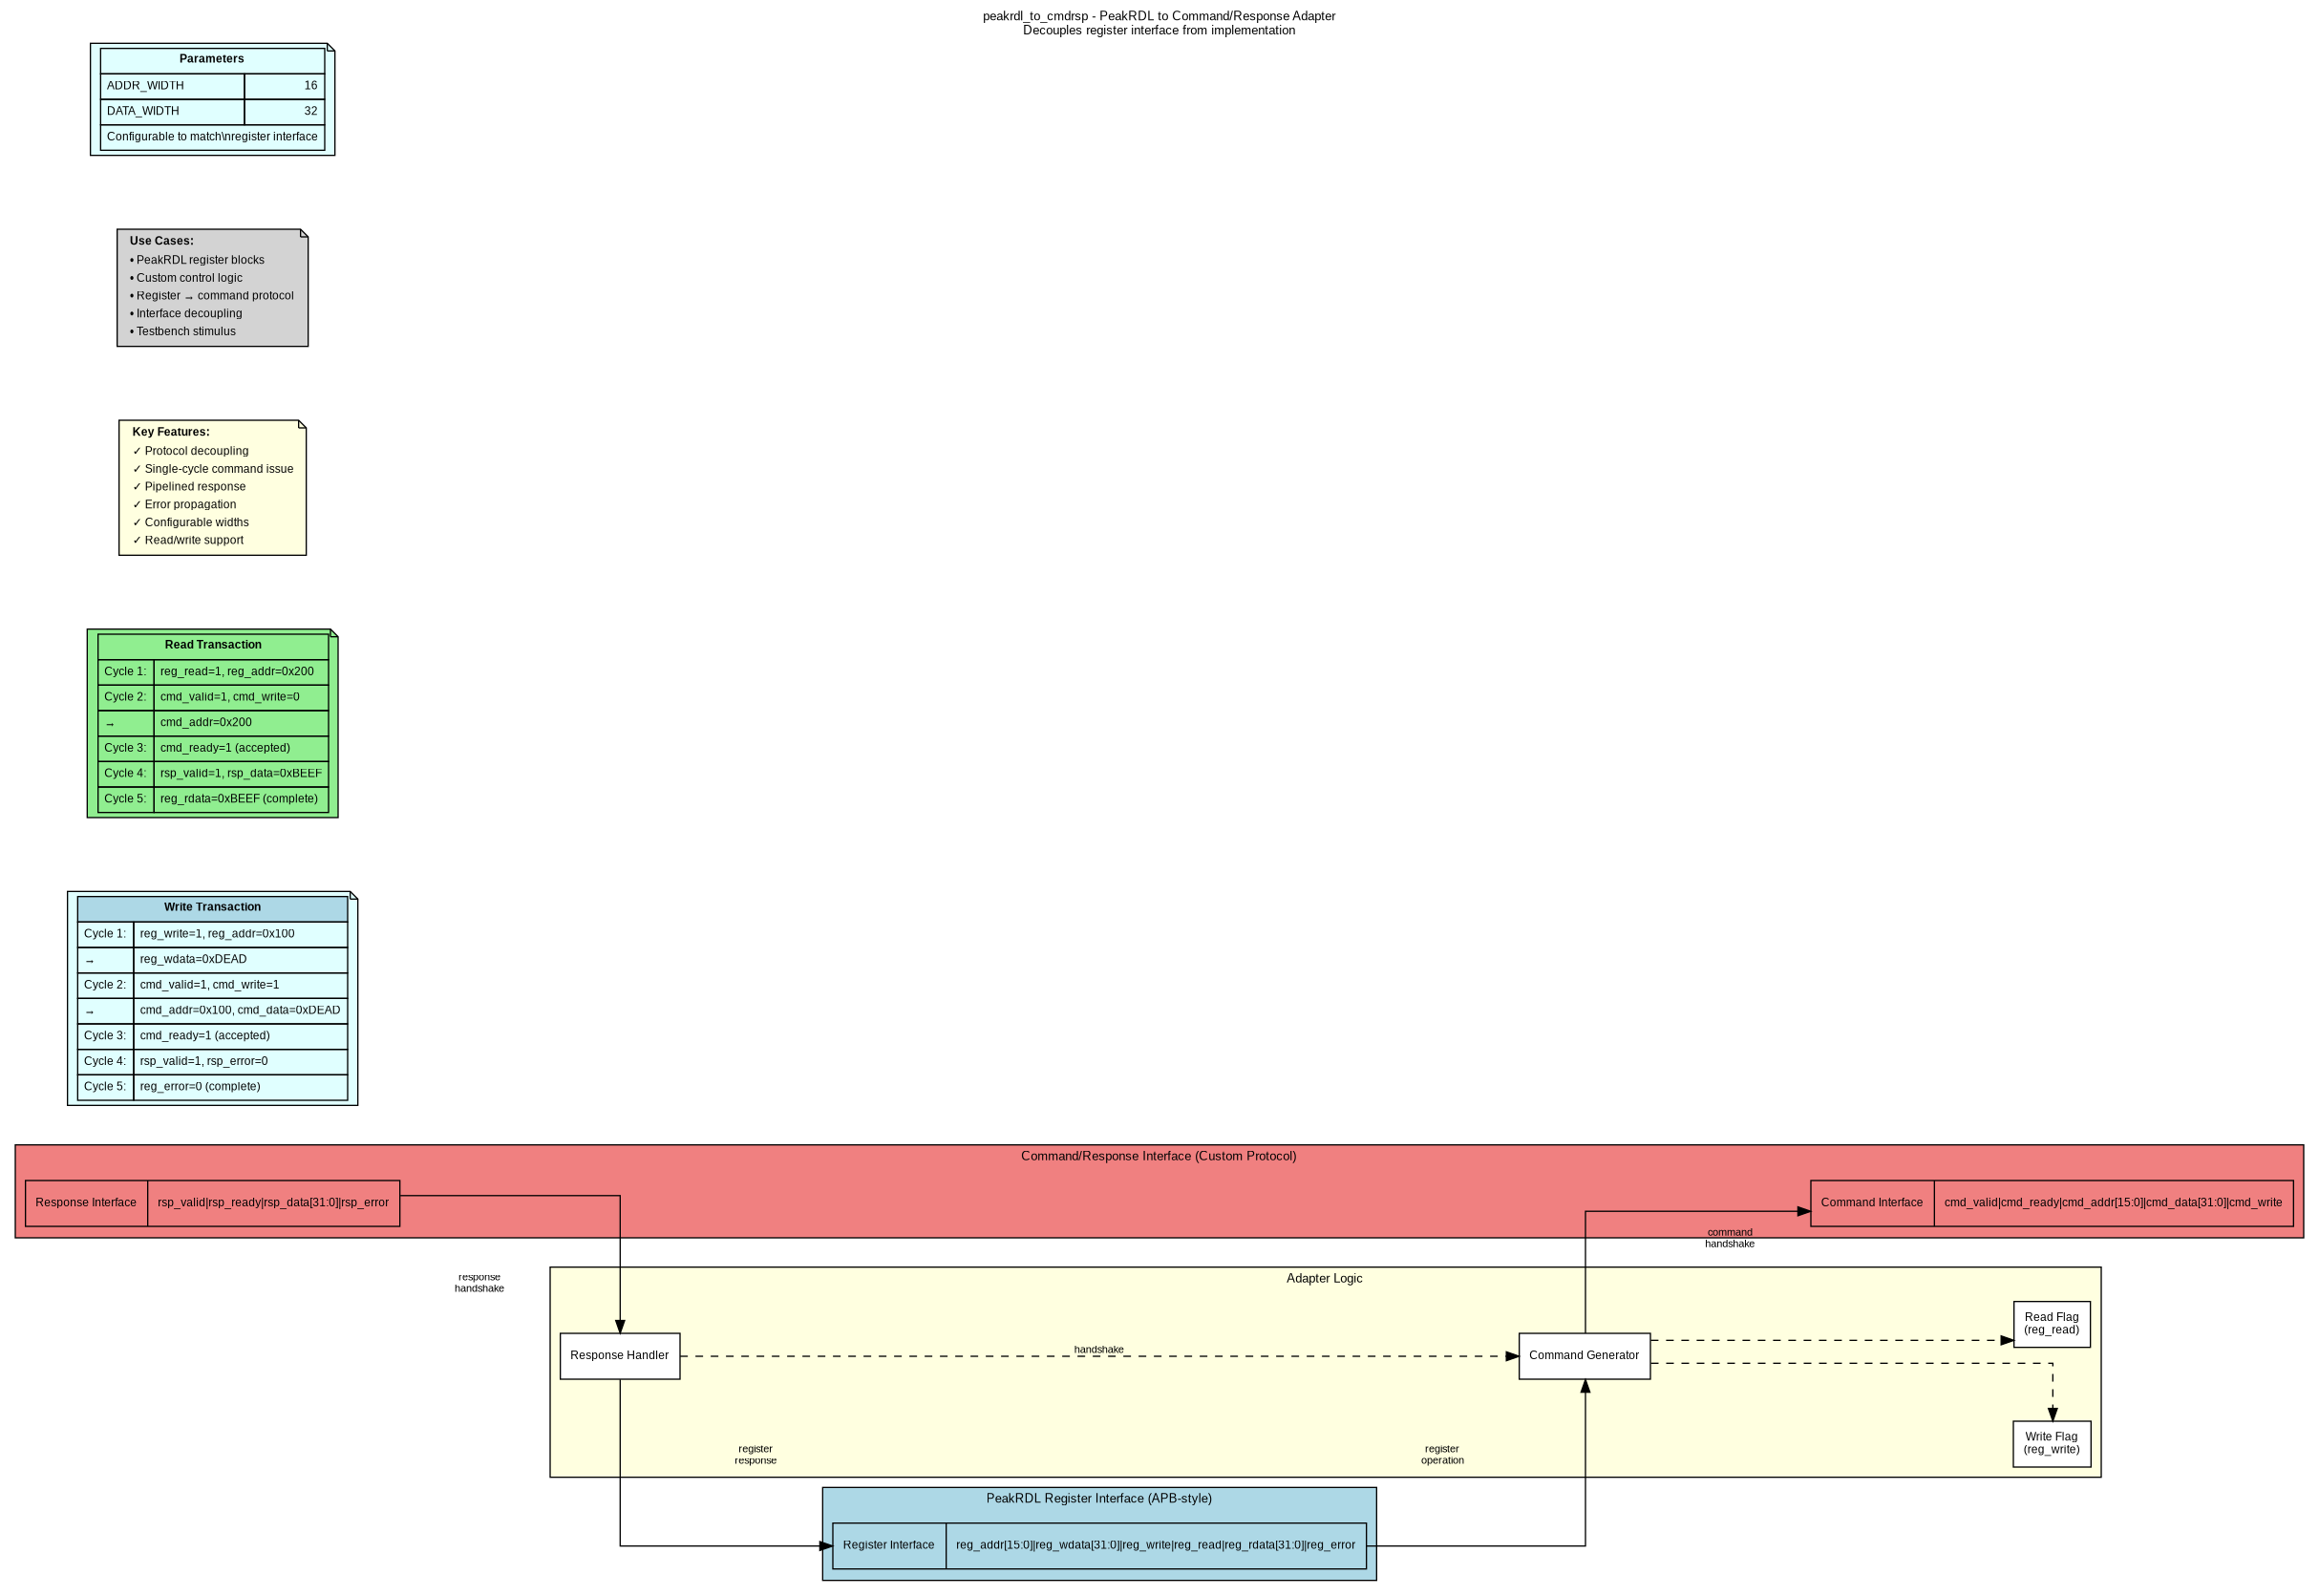 peakrdl_to_cmdrsp - PeakRDL to Command/Response Adapter
Decouples register interface from implementation
Parameters
ADDR_WIDTH 16
DATA_WIDTH 32
Configurable to match\nregister interface
Use Cases:
• PeakRDL register blocks
• Custom control logic
• Register → command protocol
• Interface decoupling
• Testbench stimulus
Key Features:
✓ Protocol decoupling
✓ Single-cycle command issue
✓ Pipelined response
✓ Error propagation
✓ Configurable widths
✓ Read/write support
Read Transaction
Cycle 1: reg_read=1, reg_addr=0x200
Cycle 2: cmd_valid=1, cmd_write=0
→ cmd_addr=0x200
Cycle 3: cmd_ready=1 (accepted)
Cycle 4: rsp_valid=1, rsp_data=0xBEEF
Cycle 5: reg_rdata=0xBEEF (complete)
Write Transaction
Cycle 1: reg_write=1, reg_addr=0x100
→ reg_wdata=0xDEAD
Cycle 2: cmd_valid=1, cmd_write=1
→ cmd_addr=0x100, cmd_data=0xDEAD
Cycle 3: cmd_ready=1 (accepted)
Cycle 4: rsp_valid=1, rsp_error=0
Cycle 5: reg_error=0 (complete)
Command/Response Interface (Custom Protocol)
Response Interface rsp_valid|rsp_ready|rsp_data[31:0]|rsp_error
Command Interface cmd_valid|cmd_ready|cmd_addr[15:0]|cmd_data[31:0]|cmd_write
command
handshake
response
handshake
Adapter Logic
Response Handler
handshake
Command Generator
Read Flag
(reg_read)
Write Flag
(reg_write)
register
response
register
operation
PeakRDL Register Interface (APB-style)
Register Interface reg_addr[15:0]|reg_wdata[31:0]|reg_write|reg_read|reg_rdata[31:0]|reg_error